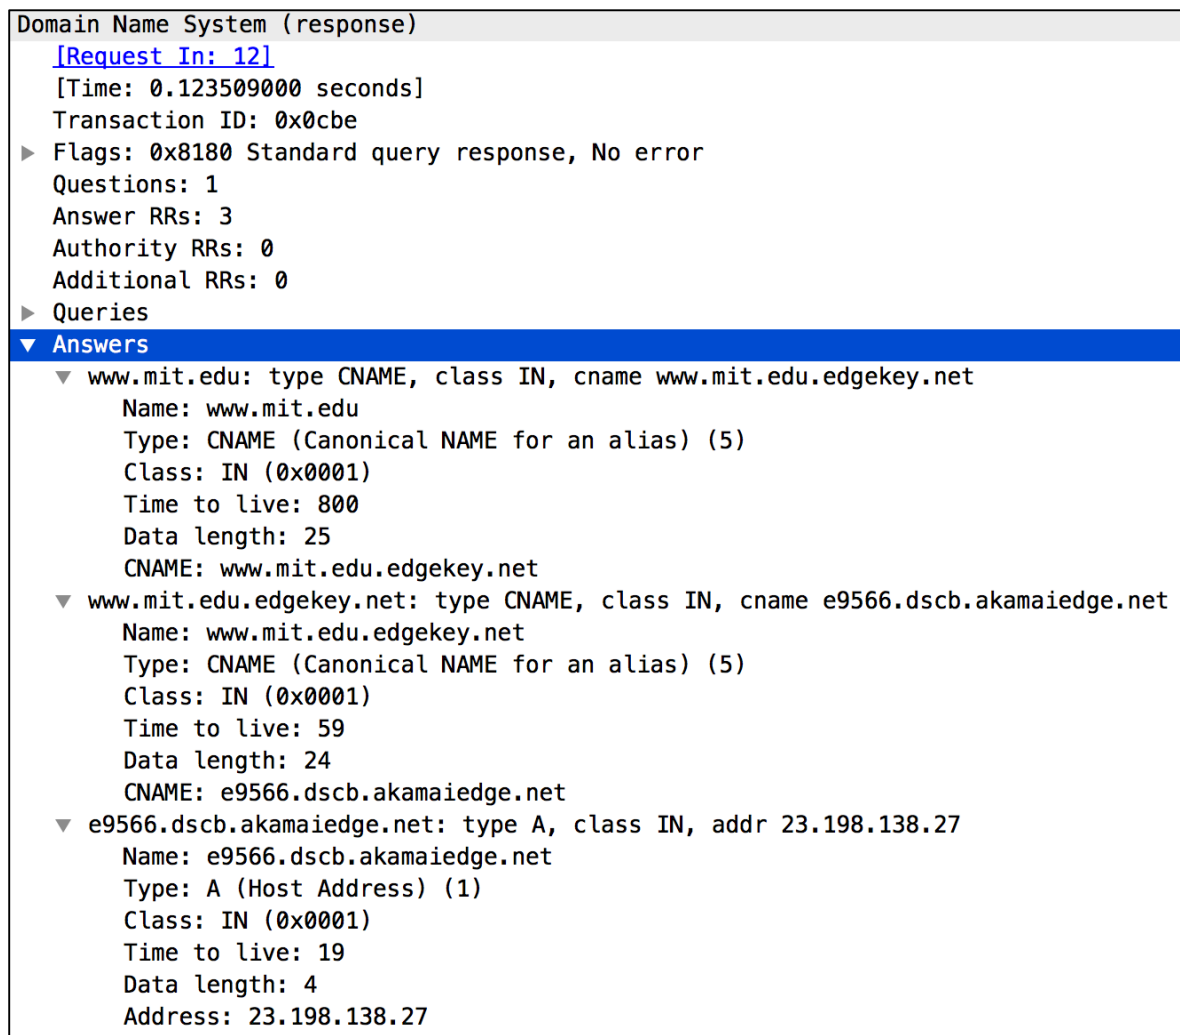 Domain Name System (response)
[Request In: 12]
[Time: 0.123509000 seconds]
Transaction ID: 0x0cbe
Flags: 0x8180 Standard query response, No error
Questions: 1
Answer RRs: 3
Authority RRs: 0
Additional RRs: 0
Queries
Answers
www.mit.edu: type CNAME, class IN, cname www.mit.edu.edgekey.net
Name: www.mit.edu
Type: CNAME (Canonical NAME for an alias) (5)
Class: IN (0x0001)
Time to live: 800
Data length: 25
CNAME: www.mit.edu.edgekey.net
www.mit.edu.edgekey.net: type CNAME, class IN, cname e9566.dscb.akamaiedge.net
Name: www.mit.edu.edgekey.net
Type: CNAME (Canonical NAME for an alias) (5)
Class: IN (0x0001)
Time to live: 59
Data length: 24
CNAME: e9566.dscb.akamaiedge.net
e9566.dscb.akamaiedge.net: type A, class IN, addr 23.198.138.27
Name: e9566.dscb.akamaiedge.net
Type: A (Host Address) (1)
Class: IN (0x0001)
Time to live: 19
Data length: 4
Address: 23.198.138.27